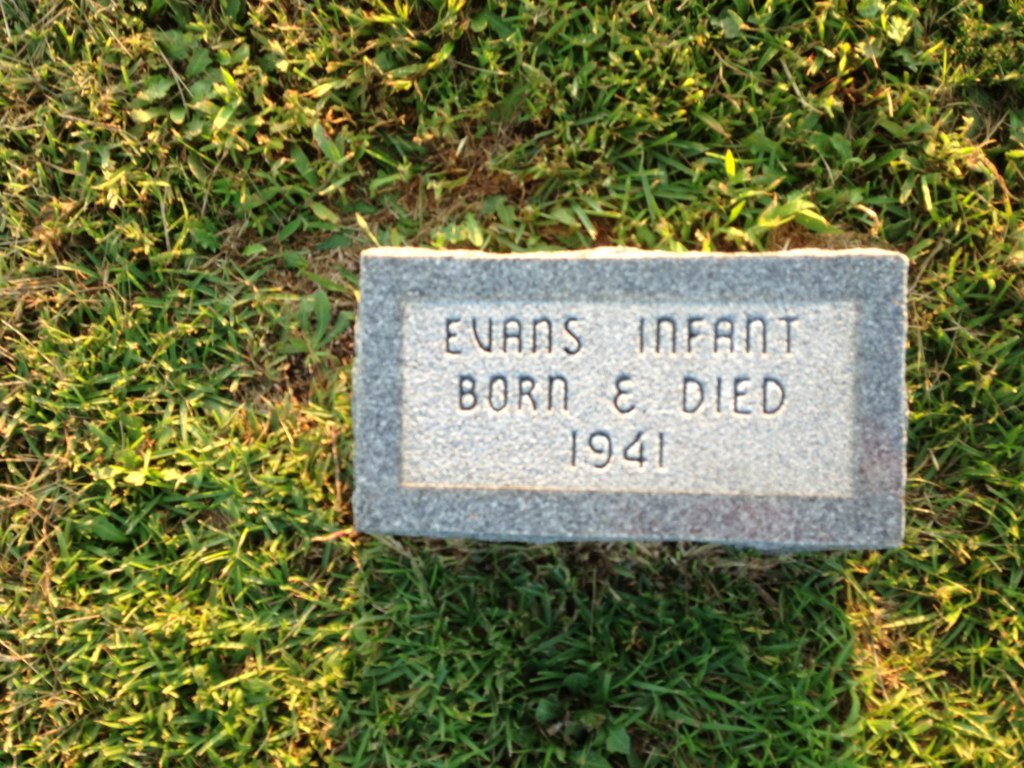 EVANS INFANT
BORN & DIED
1941